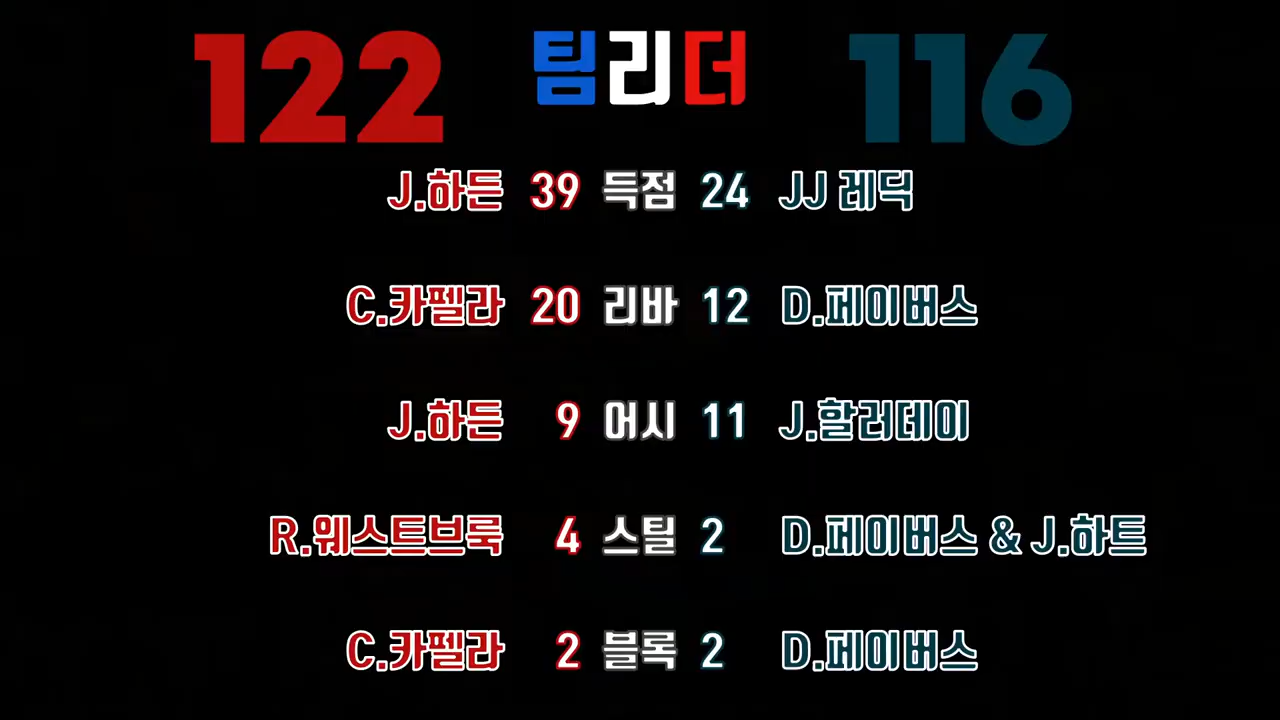 122 팀리더 116
J.하든 39 득점 24 JJ 레딕
C.카펠라 20 리바 12 D.페이버스
J.하든 9 어시 11 J.할러데이
R.웨스트브룩 4 스틸 2 D.페이버스 & J.하트
C.카펠라 2 블록 2 D.페이버스